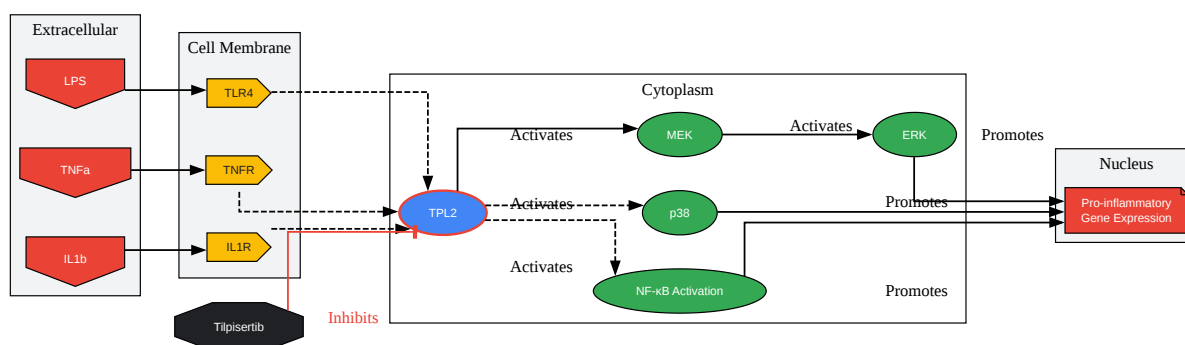 Extracellular
Cell Membrane
LPS
TLR4
Cytoplasm
Activates
MEK
Activates
ERK
Promotes
Nucleus
TNFa
TNFR
TPL2
Activates
p38
Promotes
Pro-inflammatory
Gene Expression
IL1b
IL1R
Activates
NF-κB Activation
Promotes
Tilpisertib
Inhibits